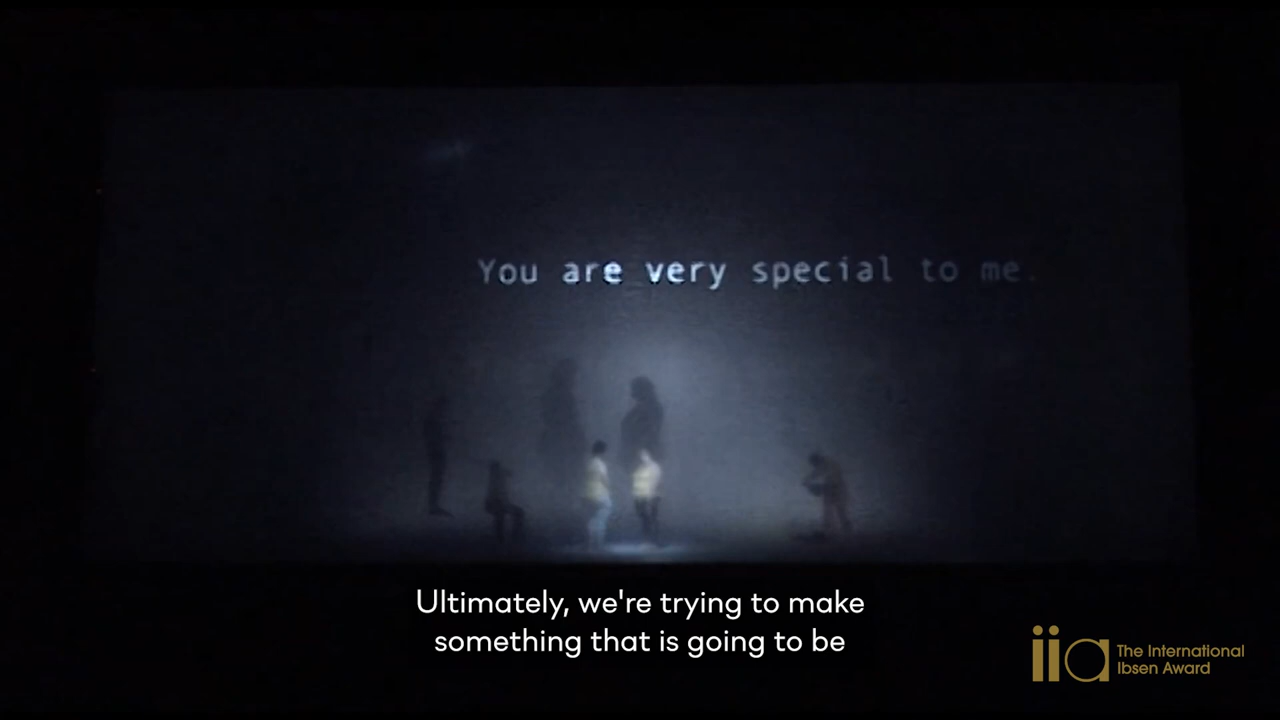 You are very special to me.
Ultimately, we're trying to make
something that is going to be
iia
The International
Ibsen Award